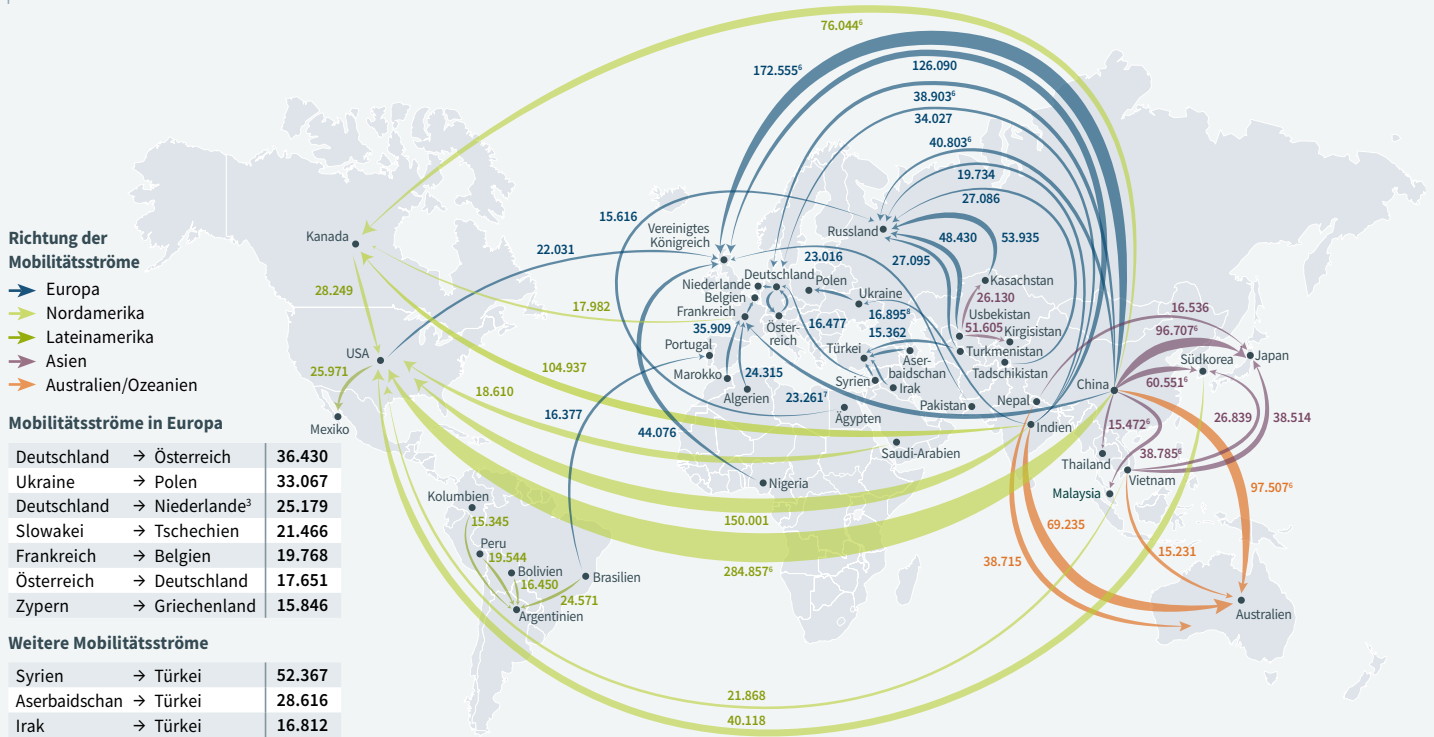 76.044⁶
172.555⁶
126.090
38.903⁶
34.027
40.803⁶
19.734
27.086
15.616
Vereinigtes
Königreich
Kanada
22.031
Russland
48.430
53.935
23.016
27.095
Richtung der
Mobilitätsströme
Europa
Nordamerika
Lateinamerika
Asien
Australien/Ozeanien
28.249
17.982
Deutschland
Niederlande
Belgien
Frankreich
Polen
Ukraine
Kasachstan
26.130
Usbekistan
51.605
Kirgisistan
Turkmenistan
Tadschikistan
16.536
96.707⁶
35.909
Öster-
reich
16.477
16.895⁸
15.362
Portugal
Türkei
Aser-
baidschan
Südkorea
Japan
USA
25.971
104.937
18.610
Marokko
24.315
Algerien
Syrien
Irak
China
60.551⁶
Mexiko
16.377
23.261⁷
Ägypten
Pakistan
Nepal
Indien
26.839
38.514
44.076
15.472⁶
38.785⁶
Saudi-Arabien
Thailand
Vietnam
Malaysia
Nigeria
97.507⁶
Kolumbien
15.345
150.001
69.235
Peru
19.544
Bolivien
16.450
Brasilien
24.571
Argentinien
284.857⁶
38.715
15.231
Australien
21.868
40.118
Mobilitätsströme in Europa
Deutschland → Österreich 36.430
Ukraine → Polen 33.067
Deutschland → Niederlande³ 25.179
Slowakei → Tschechien 21.466
Frankreich → Belgien 19.768
Österreich → Deutschland 17.651
Zypern → Griechenland 15.846
Weitere Mobilitätsströme
Syrien → Türkei 52.367
Aserbaidschan → Türkei 28.616
Irak → Türkei 16.812